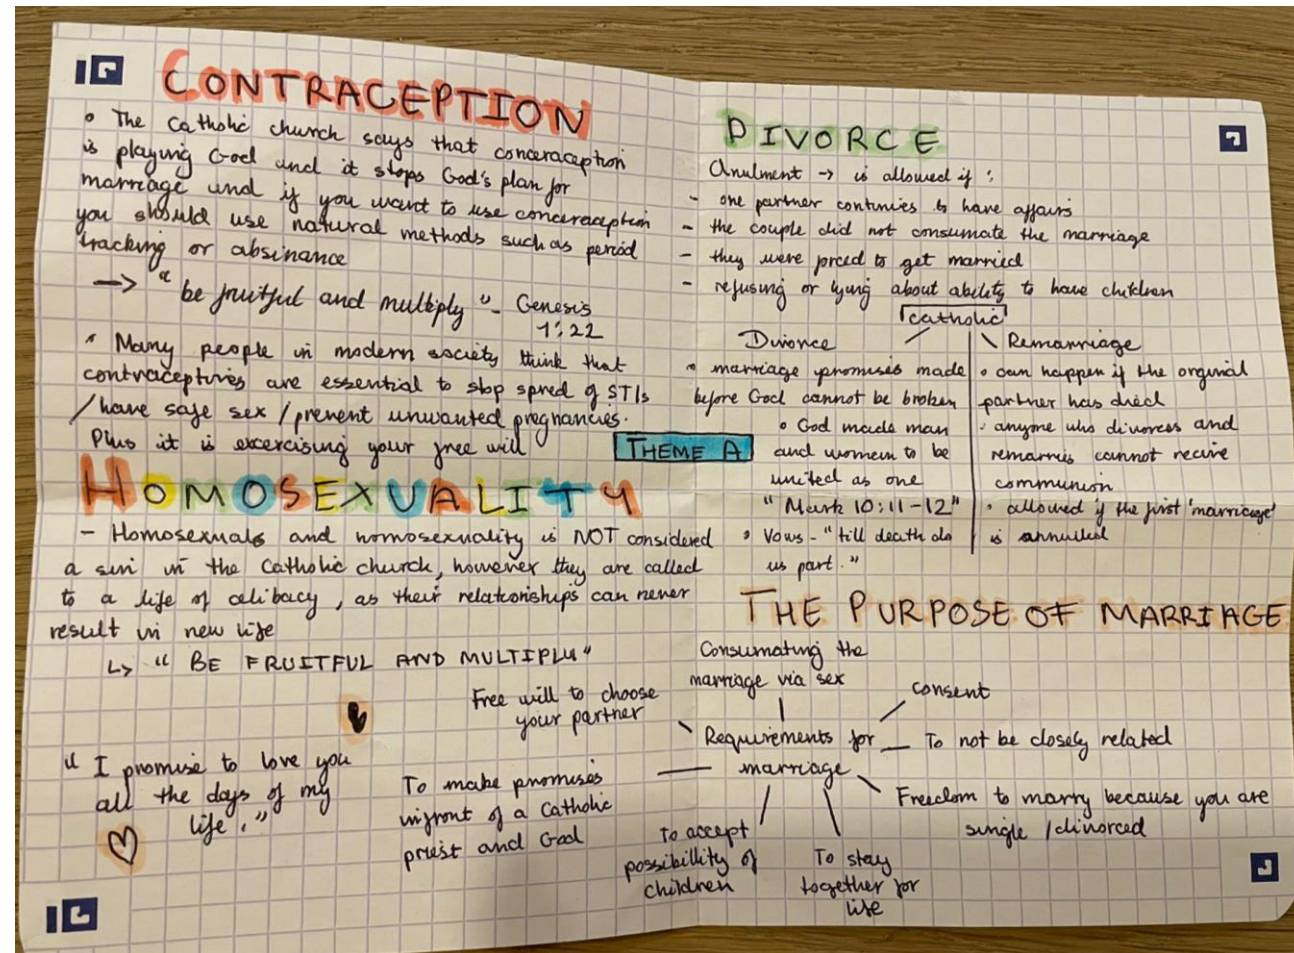 CONTRACEPTION
• The Catholic church says that conceraception
is playing God and it stops God's plan for
marriage and if you want to use conceraception
you should use natural methods such as period
tracking or absinance
→ "be fruitful and multiply" - Genesis
1:22
• Many people in modern society think that
contraceptives are essential to stop spred of STIs
/have safe sex / prevent unwanted pregnancies.
Plus it is excercising your free will
THEME A
HOMOSEXUALITY
- Homosexuals and homosexuality is NOT considered
a sin in the Catholic church, however they are called
to a life of celibacy, as their relationships can never
result in new life
↳ "BE FRUITFUL AND MULTIPLY"
"I promise to love you
all the days of my
life."
DIVORCE
Anulment → is allowed if :
- one partner continues to have affairs
- the couple did not consumate the marriage
- they were forced to get married
- refusing or lying about ability to have children
Catholic
Divorce
• marriage promises made
before God cannot be broken
• God made man
and women to be
united as one
"Mark 10:11-12"
• Vows - "till death do
us part."
Remarriage
• can happen if the orginal
partner has died
• anyone who divorces and
remarries cannot recive
communion
• allowed if the first 'marriage'
is annulled
THE PURPOSE OF MARRIAGE
Requirements for
marriage
Consumating the
marriage via sex
consent
To not be closely related
Freedom to marry because you are
single / divorced
To stay
together for
life
To accept
possibillity of
children
To make promises
infront of a Catholic
priest and God
Free will to choose
your partner